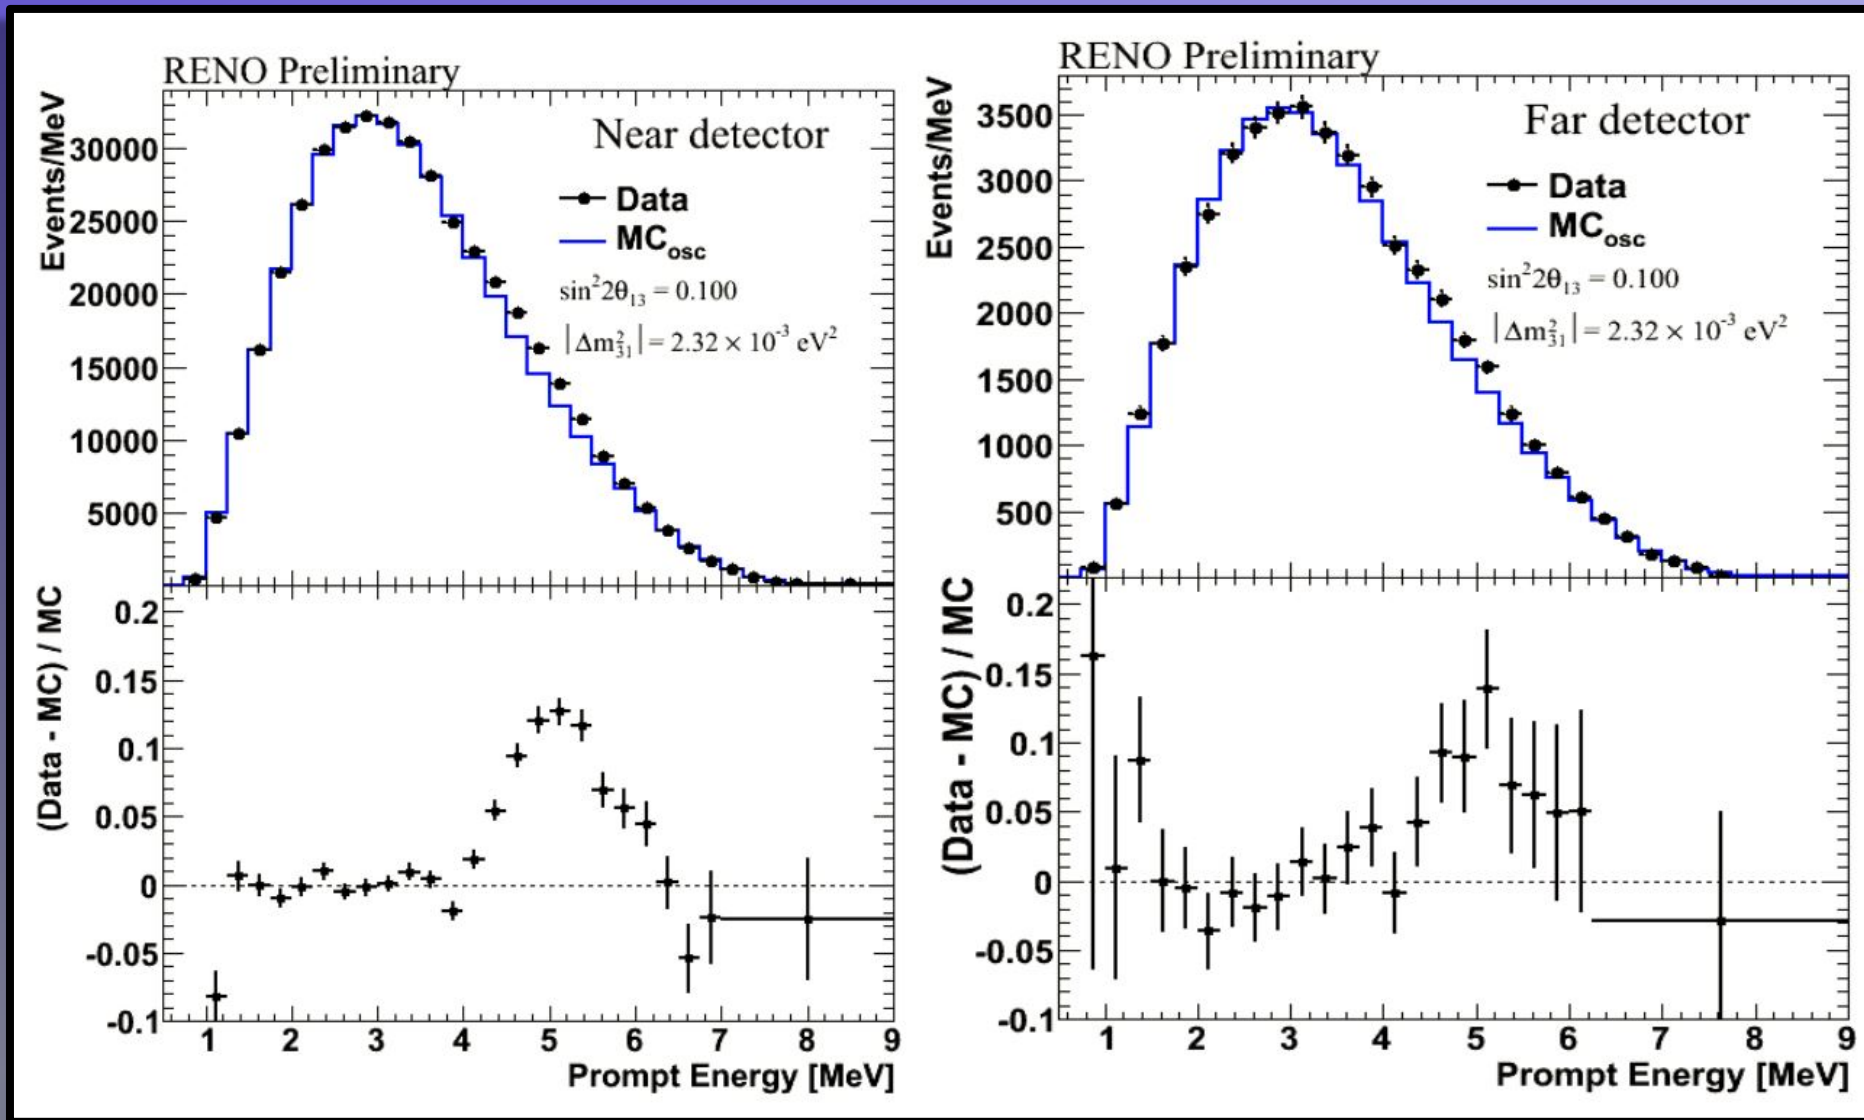 RENO Preliminary
Events/MeV
30000
25000
20000
15000
10000
5000
Near detector
Data
MCosc
sin²2θ₁₃ = 0.100
|Δm²₃₁| = 2.32 × 10⁻³ eV²
(Data - MC) / MC
0.2
0.15
0.1
0.05
0
-0.05
-0.1
1 2 3 4 5 6 7 8 9
Prompt Energy [MeV]
RENO Preliminary
Events/MeV
3500
3000
2500
2000
1500
1000
500
Far detector
Data
MCosc
sin²2θ₁₃ = 0.100
|Δm²₃₁| = 2.32 × 10⁻³ eV²
(Data - MC) / MC
0.2
0.15
0.1
0.05
0
-0.05
-0.1
1 2 3 4 5 6 7 8 9
Prompt Energy [MeV]